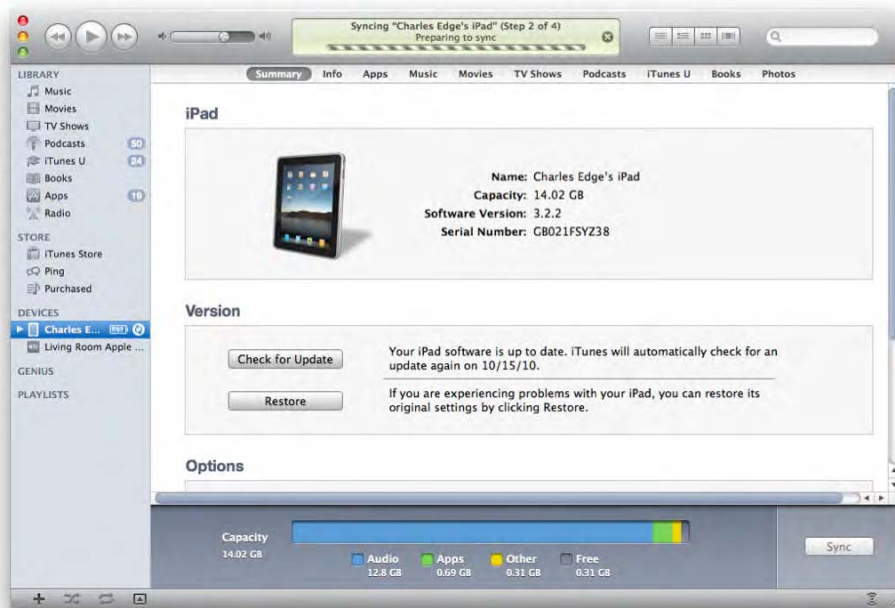 Syncing "Charles Edge's iPad" (Step 2 of 4)
Preparing to sync
LIBRARY
Music
Movies
TV Shows
Podcasts 50
iTunes U 24
Books
Apps 10
Radio
STORE
iTunes Store
Ping
Purchased
DEVICES
Charles E...
Living Room Apple ...
GENIUS
PLAYLISTS
Summary Info Apps Music Movies TV Shows Podcasts iTunes U Books Photos
iPad
Name: Charles Edge's iPad
Capacity: 14.02 GB
Software Version: 3.2.2
Serial Number: GB021FSYZ38
Version
Check for Update
Your iPad software is up to date. iTunes will automatically check for an
update again on 10/15/10.
Restore
If you are experiencing problems with your iPad, you can restore its
original settings by clicking Restore.
Options
Capacity
14.02 GB
Audio Apps Other Free
12.8 GB 0.69 GB 0.31 GB 0.31 GB
Sync